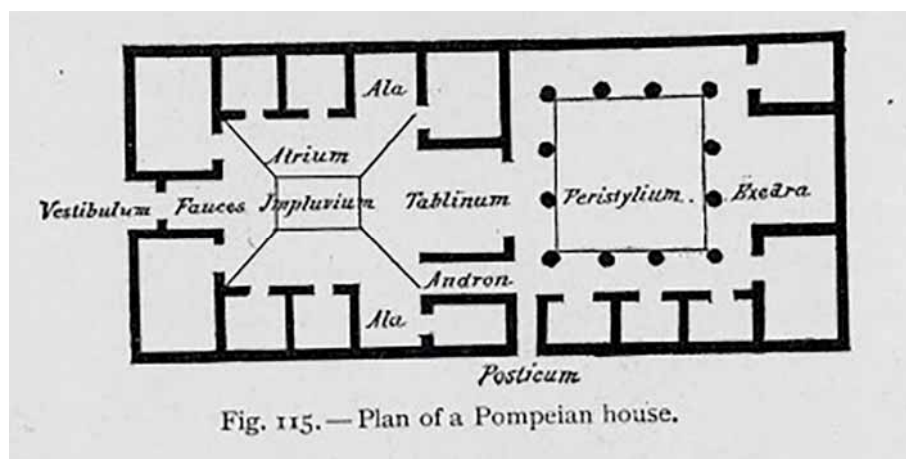 Ala
Atrium
Vestibulum Fauces Impluvium Tablinum Peristylium.. Exedra
Andron
Ala
Posticum
Fig. 115.—Plan of a Pompeian house.